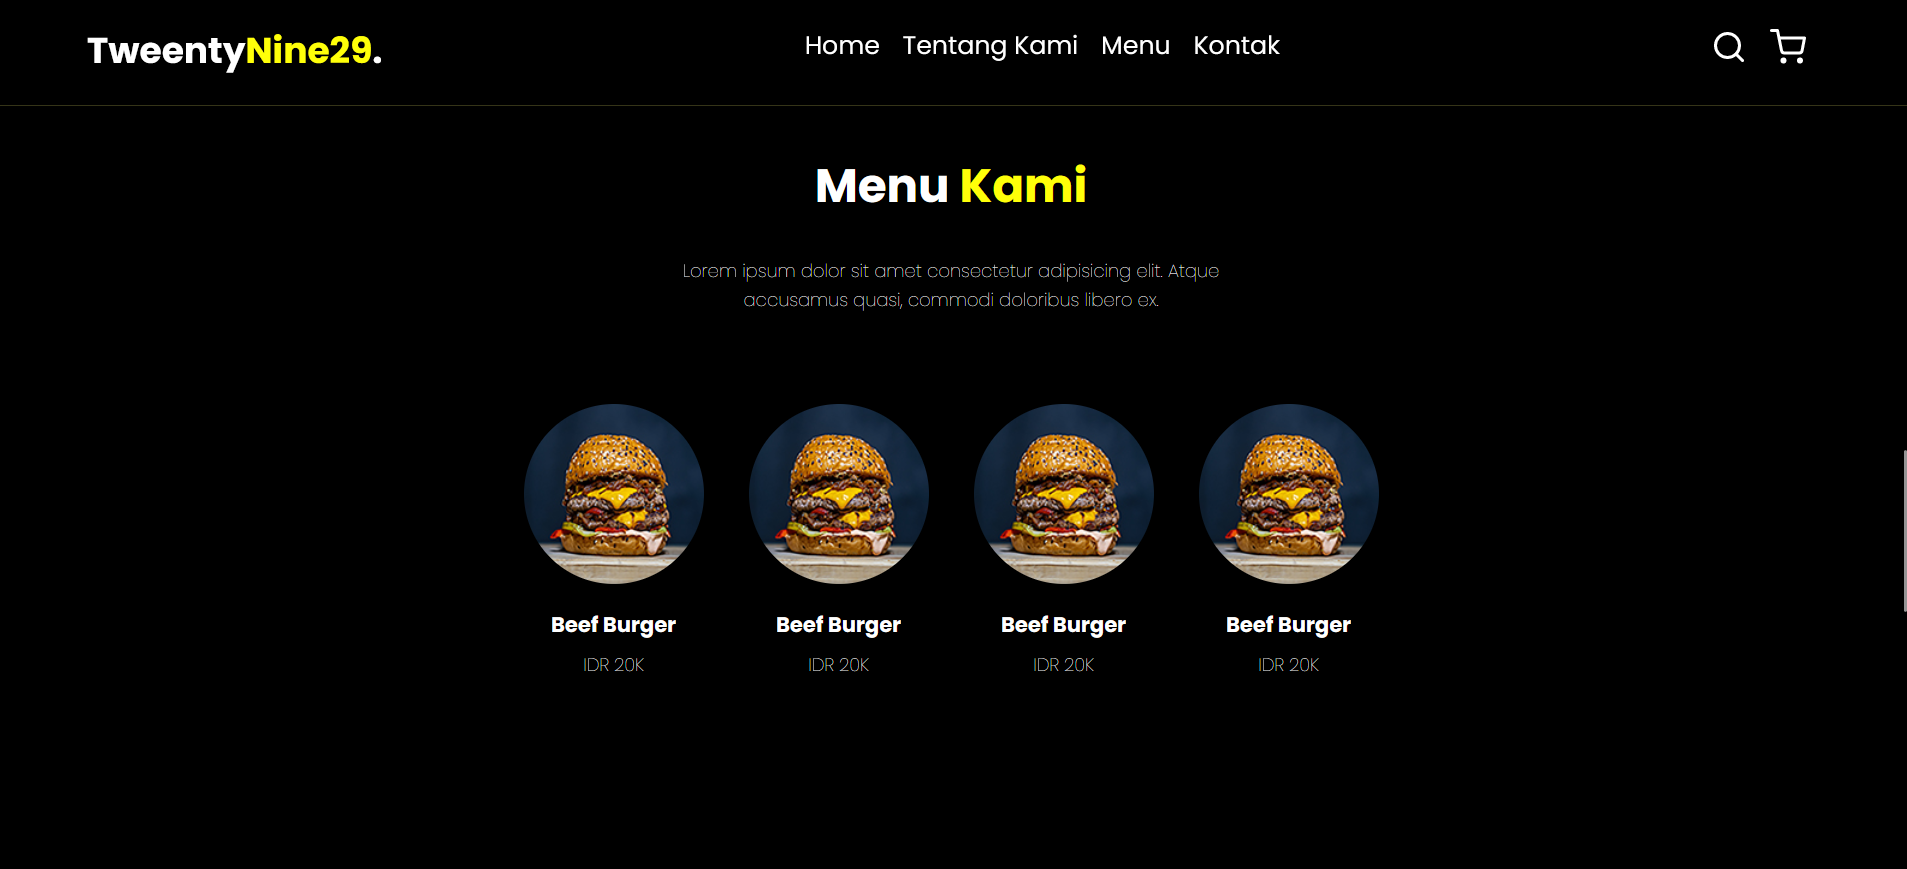 TweentyNine29.
Home Tentang Kami Menu Kontak
Menu Kami
Lorem ipsum dolor sit amet consectetur adipisicing elit. Atque
accusamus quasi, commodi doloribus libero ex.
Beef Burger
IDR 20K
Beef Burger
IDR 20K
Beef Burger
IDR 20K
Beef Burger
IDR 20K